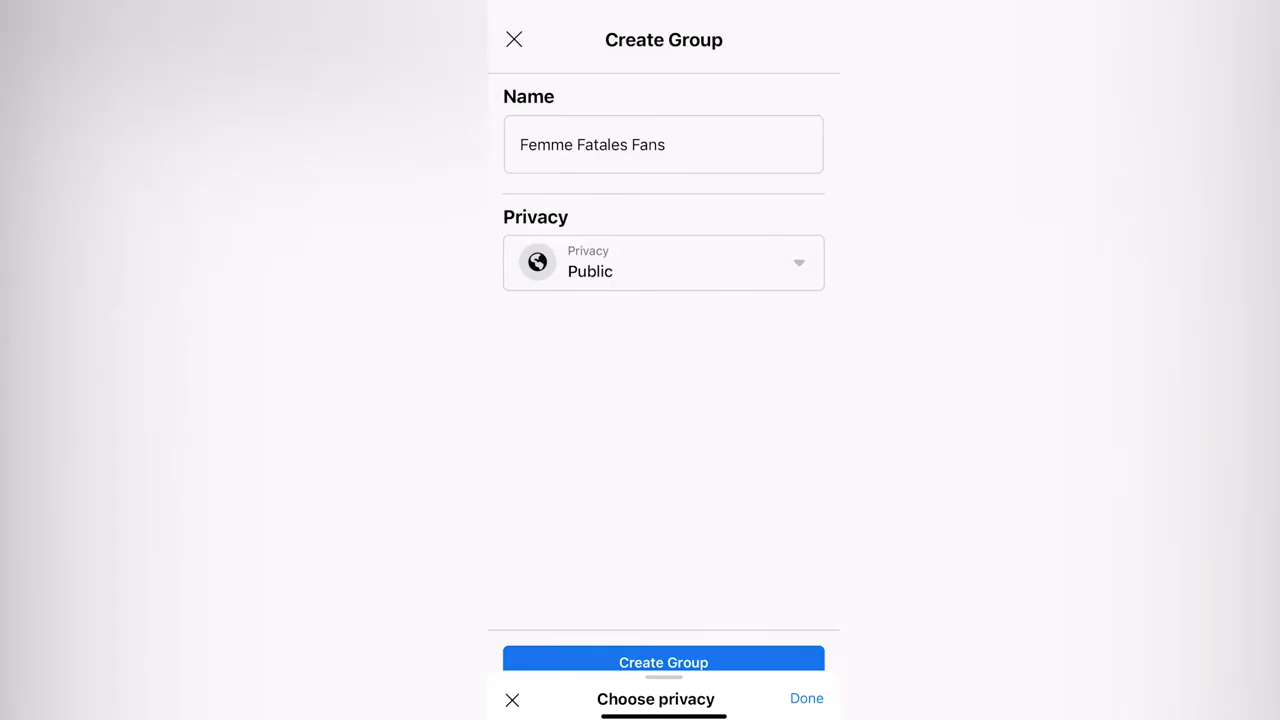 Create Group
Name
Femme Fatales Fans
Privacy
Privacy
Public
Create Group
Choose privacy
Done